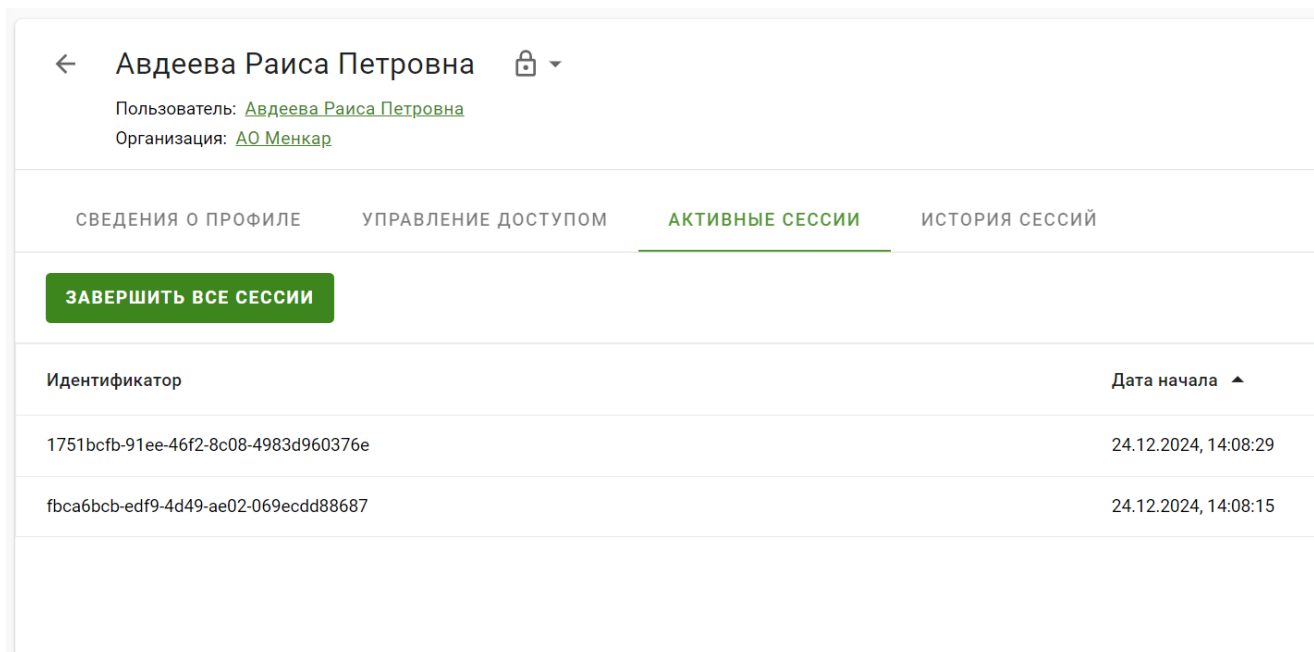 Авдеева Раиса Петровна
Пользователь: Авдеева Раиса Петровна
Организация: АО Менкар
СВЕДЕНИЯ О ПРОФИЛЕ УПРАВЛЕНИЕ ДОСТУПОМ АКТИВНЫЕ СЕССИИ ИСТОРИЯ СЕССИЙ
ЗАВЕРШИТЬ ВСЕ СЕССИИ
Идентификатор Дата начала
1751bcfb-91ee-46f2-8c08-4983d960376e 24.12.2024, 14:08:29
fbca6bcb-edf9-4d49-ae02-069ecdd88687 24.12.2024, 14:08:15